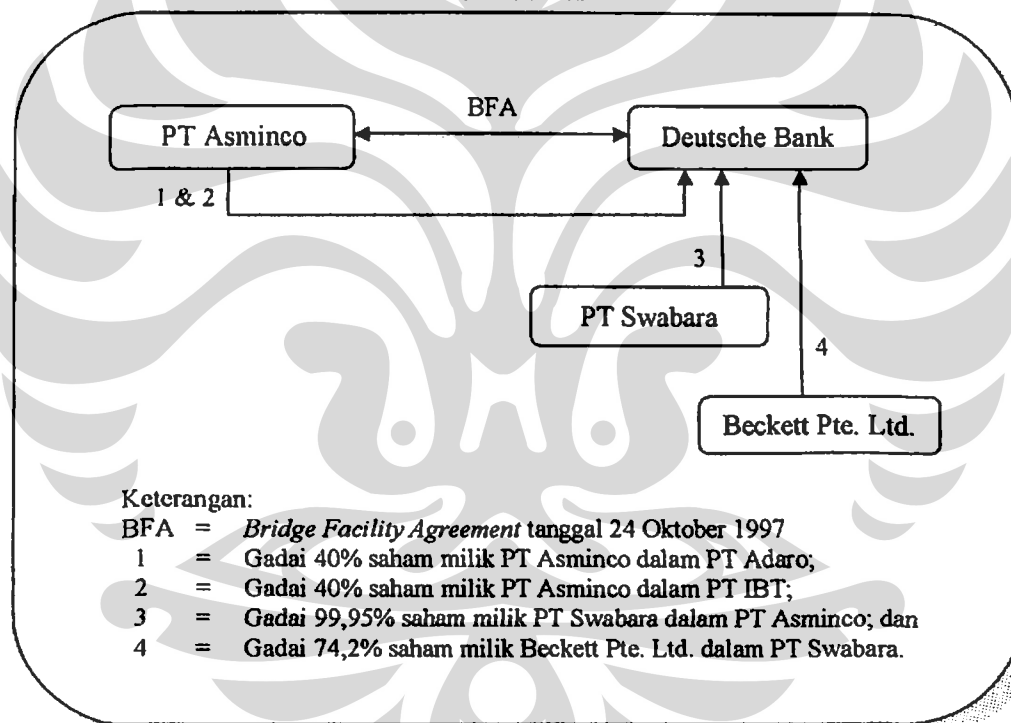 BFA
PT Asminco
Deutsche Bank
1 & 2
3
PT Swabara
4
Beckett Pte. Ltd.
Keterangan:
BFA = Bridge Facility Agreement tanggal 24 Oktober 1997
1 = Gadai 40% saham milik PT Asminco dalam PT Adaro;
2 = Gadai 40% saham milik PT Asminco dalam PT IBT;
3 = Gadai 99,95% saham milik PT Swabara dalam PT Asminco; dan
4 = Gadai 74,2% saham milik Beckett Pte. Ltd. dalam PT Swabara.